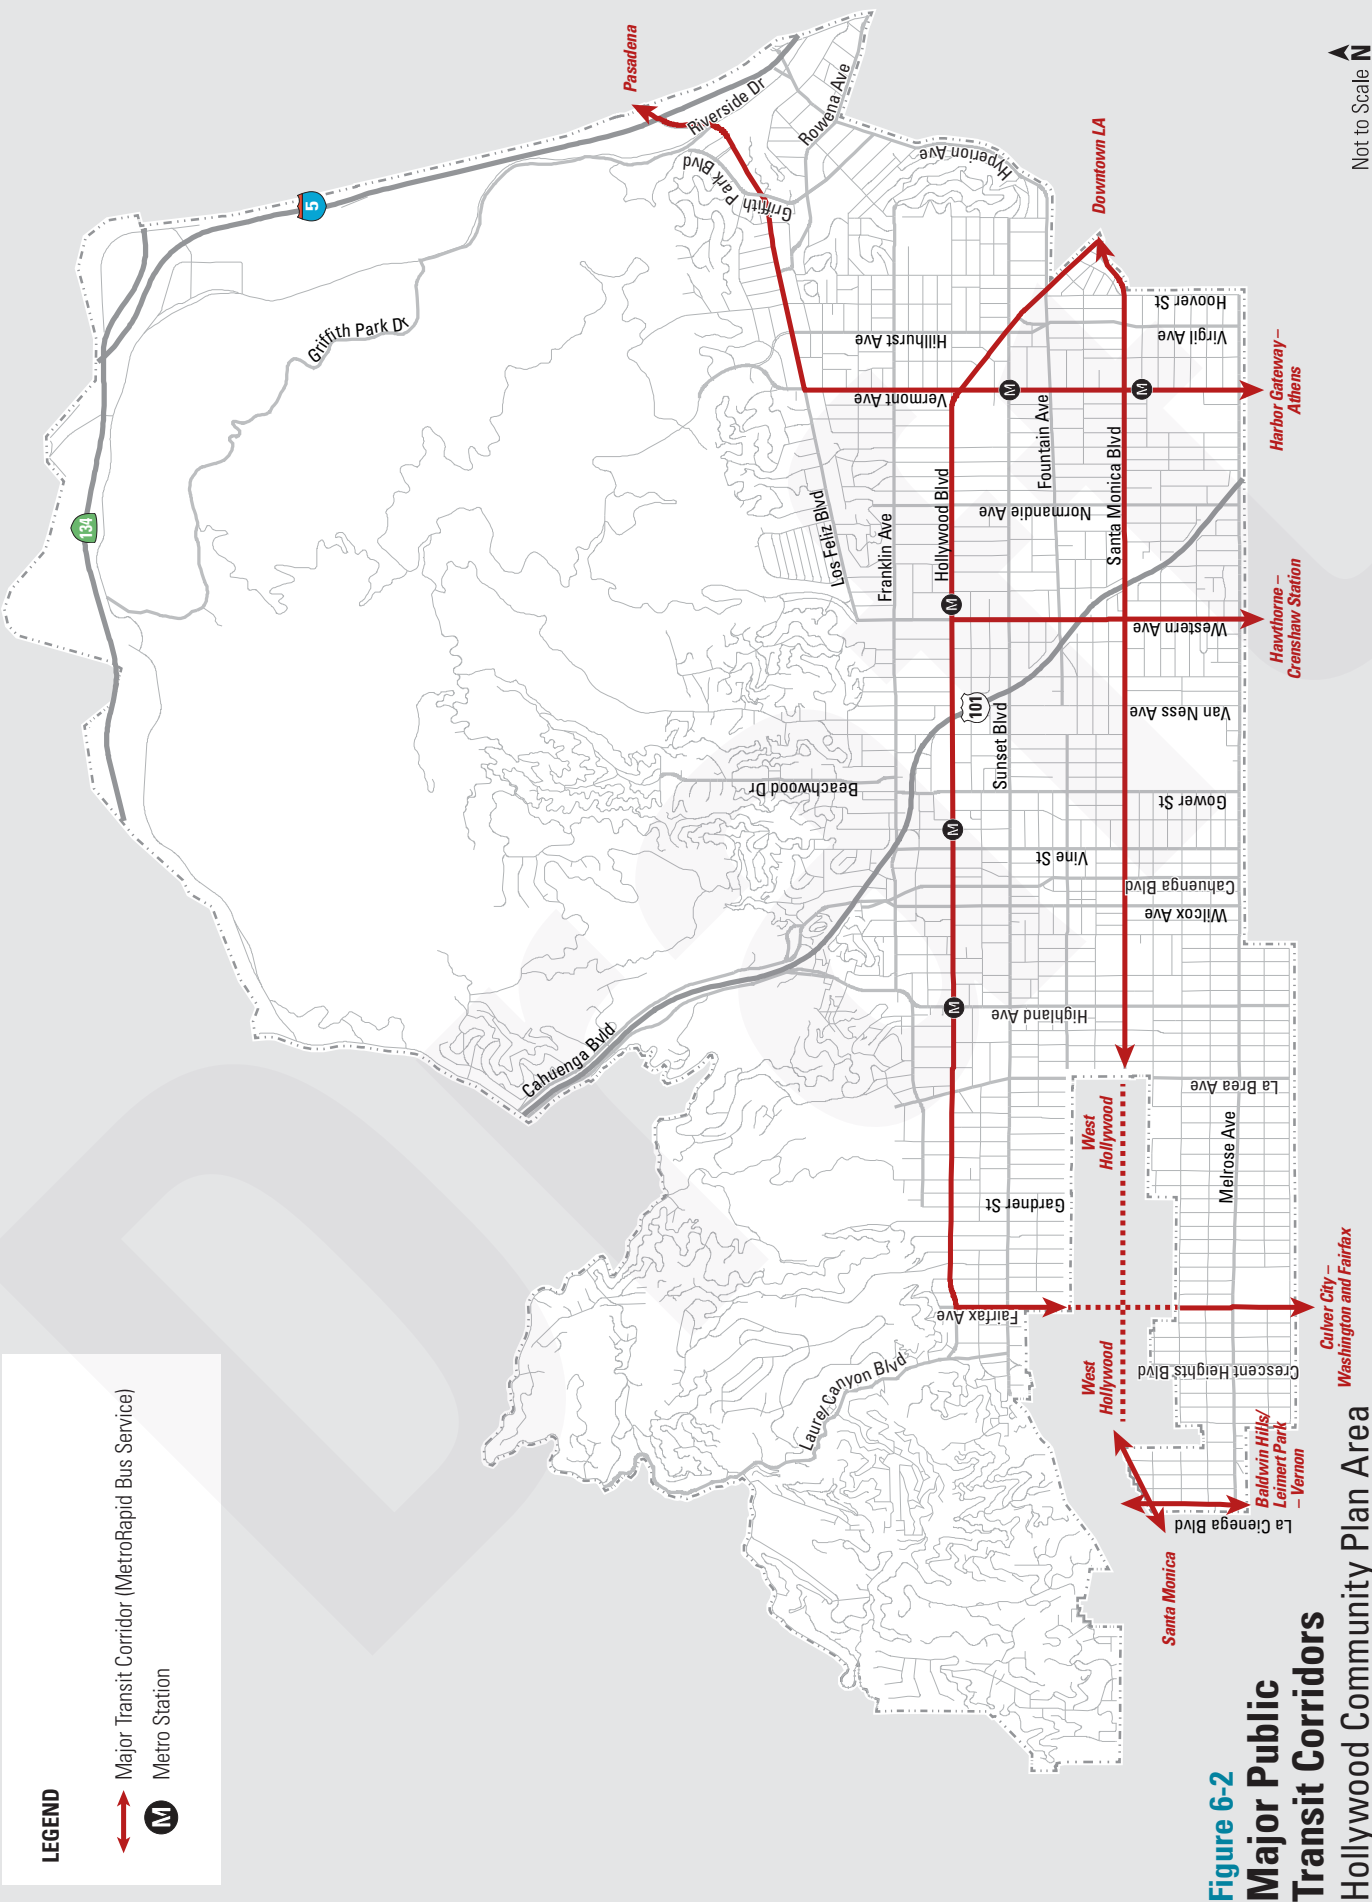 LEGEND
Major Transit Corridor (MetroRapid Bus Service)
M
Metro Station
134
5
Griffith Park Dr
Pasadena
Riverside Dr
Rowena Ave
Griffith
Park Blvd
Hyperion Ave
Downtown LA
Cahuenga Bvld
Beachwood Dr
Los Feliz Blvd
Franklin Ave
Hollywood Blvd
Vermont Ave
Hillhurst Ave
M
M
M
M
M
101
Sunset Blvd
Fountain Ave
Normandie Ave
Santa Monica Blvd
Hoover St
Virgil Ave
Western Ave
Van Ness Ave
Gower St
Vine St
Cahuenga Blvd
Wilcox Ave
Highland Ave
La Brea Ave
Melrose Ave
Gardner St
Fairfax Ave
Laurel Canyon Blvd
Crescent Heights Blvd
La Cienega Blvd
West
Hollywood
West
Hollywood
Santa Monica
Baldwin Hills/
Leimert Park
– Vernon
Culver City –
Washington and Fairfax
Hawthorne –
Crenshaw Station
Harbor Gateway –
Athens
Figure 6-2
Major Public
Transit Corridors
Hollywood Community Plan Area
Not to Scale N
DRAFT